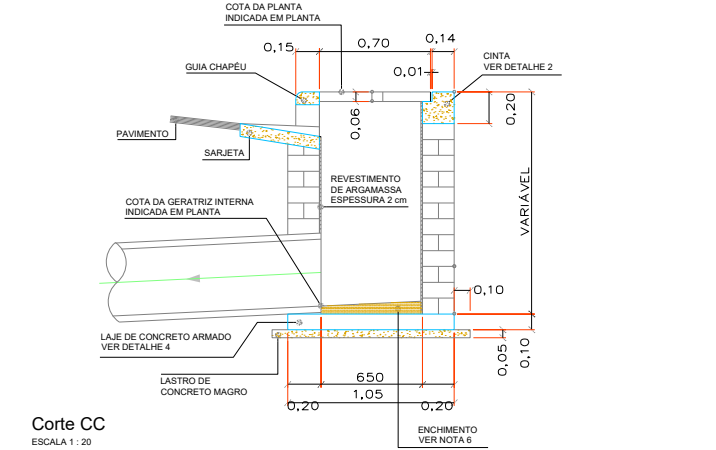 COTA DA PLANTA
INDICADA EM PLANTA
0,15
0,70
0,14
0,01
CINTA
VER DETALHE 2
GUIA CHAPÉU
0,06
0,20
PAVIMENTO
SARJETA
REVESTIMENTO
DE ARGAMASSA
ESPESSURA 2 cm
VARIÁVEL
COTA DA GERATRIZ INTERNA
INDICADA EM PLANTA
0,10
LAJE DE CONCRETO ARMADO
VER DETALHE 4
0,05
0,10
LASTRO DE
CONCRETO MAGRO
650
1,05
0,20
0,20
Corte CC
ESCALA 1 : 20
ENCHIMENTO
VER NOTA 6